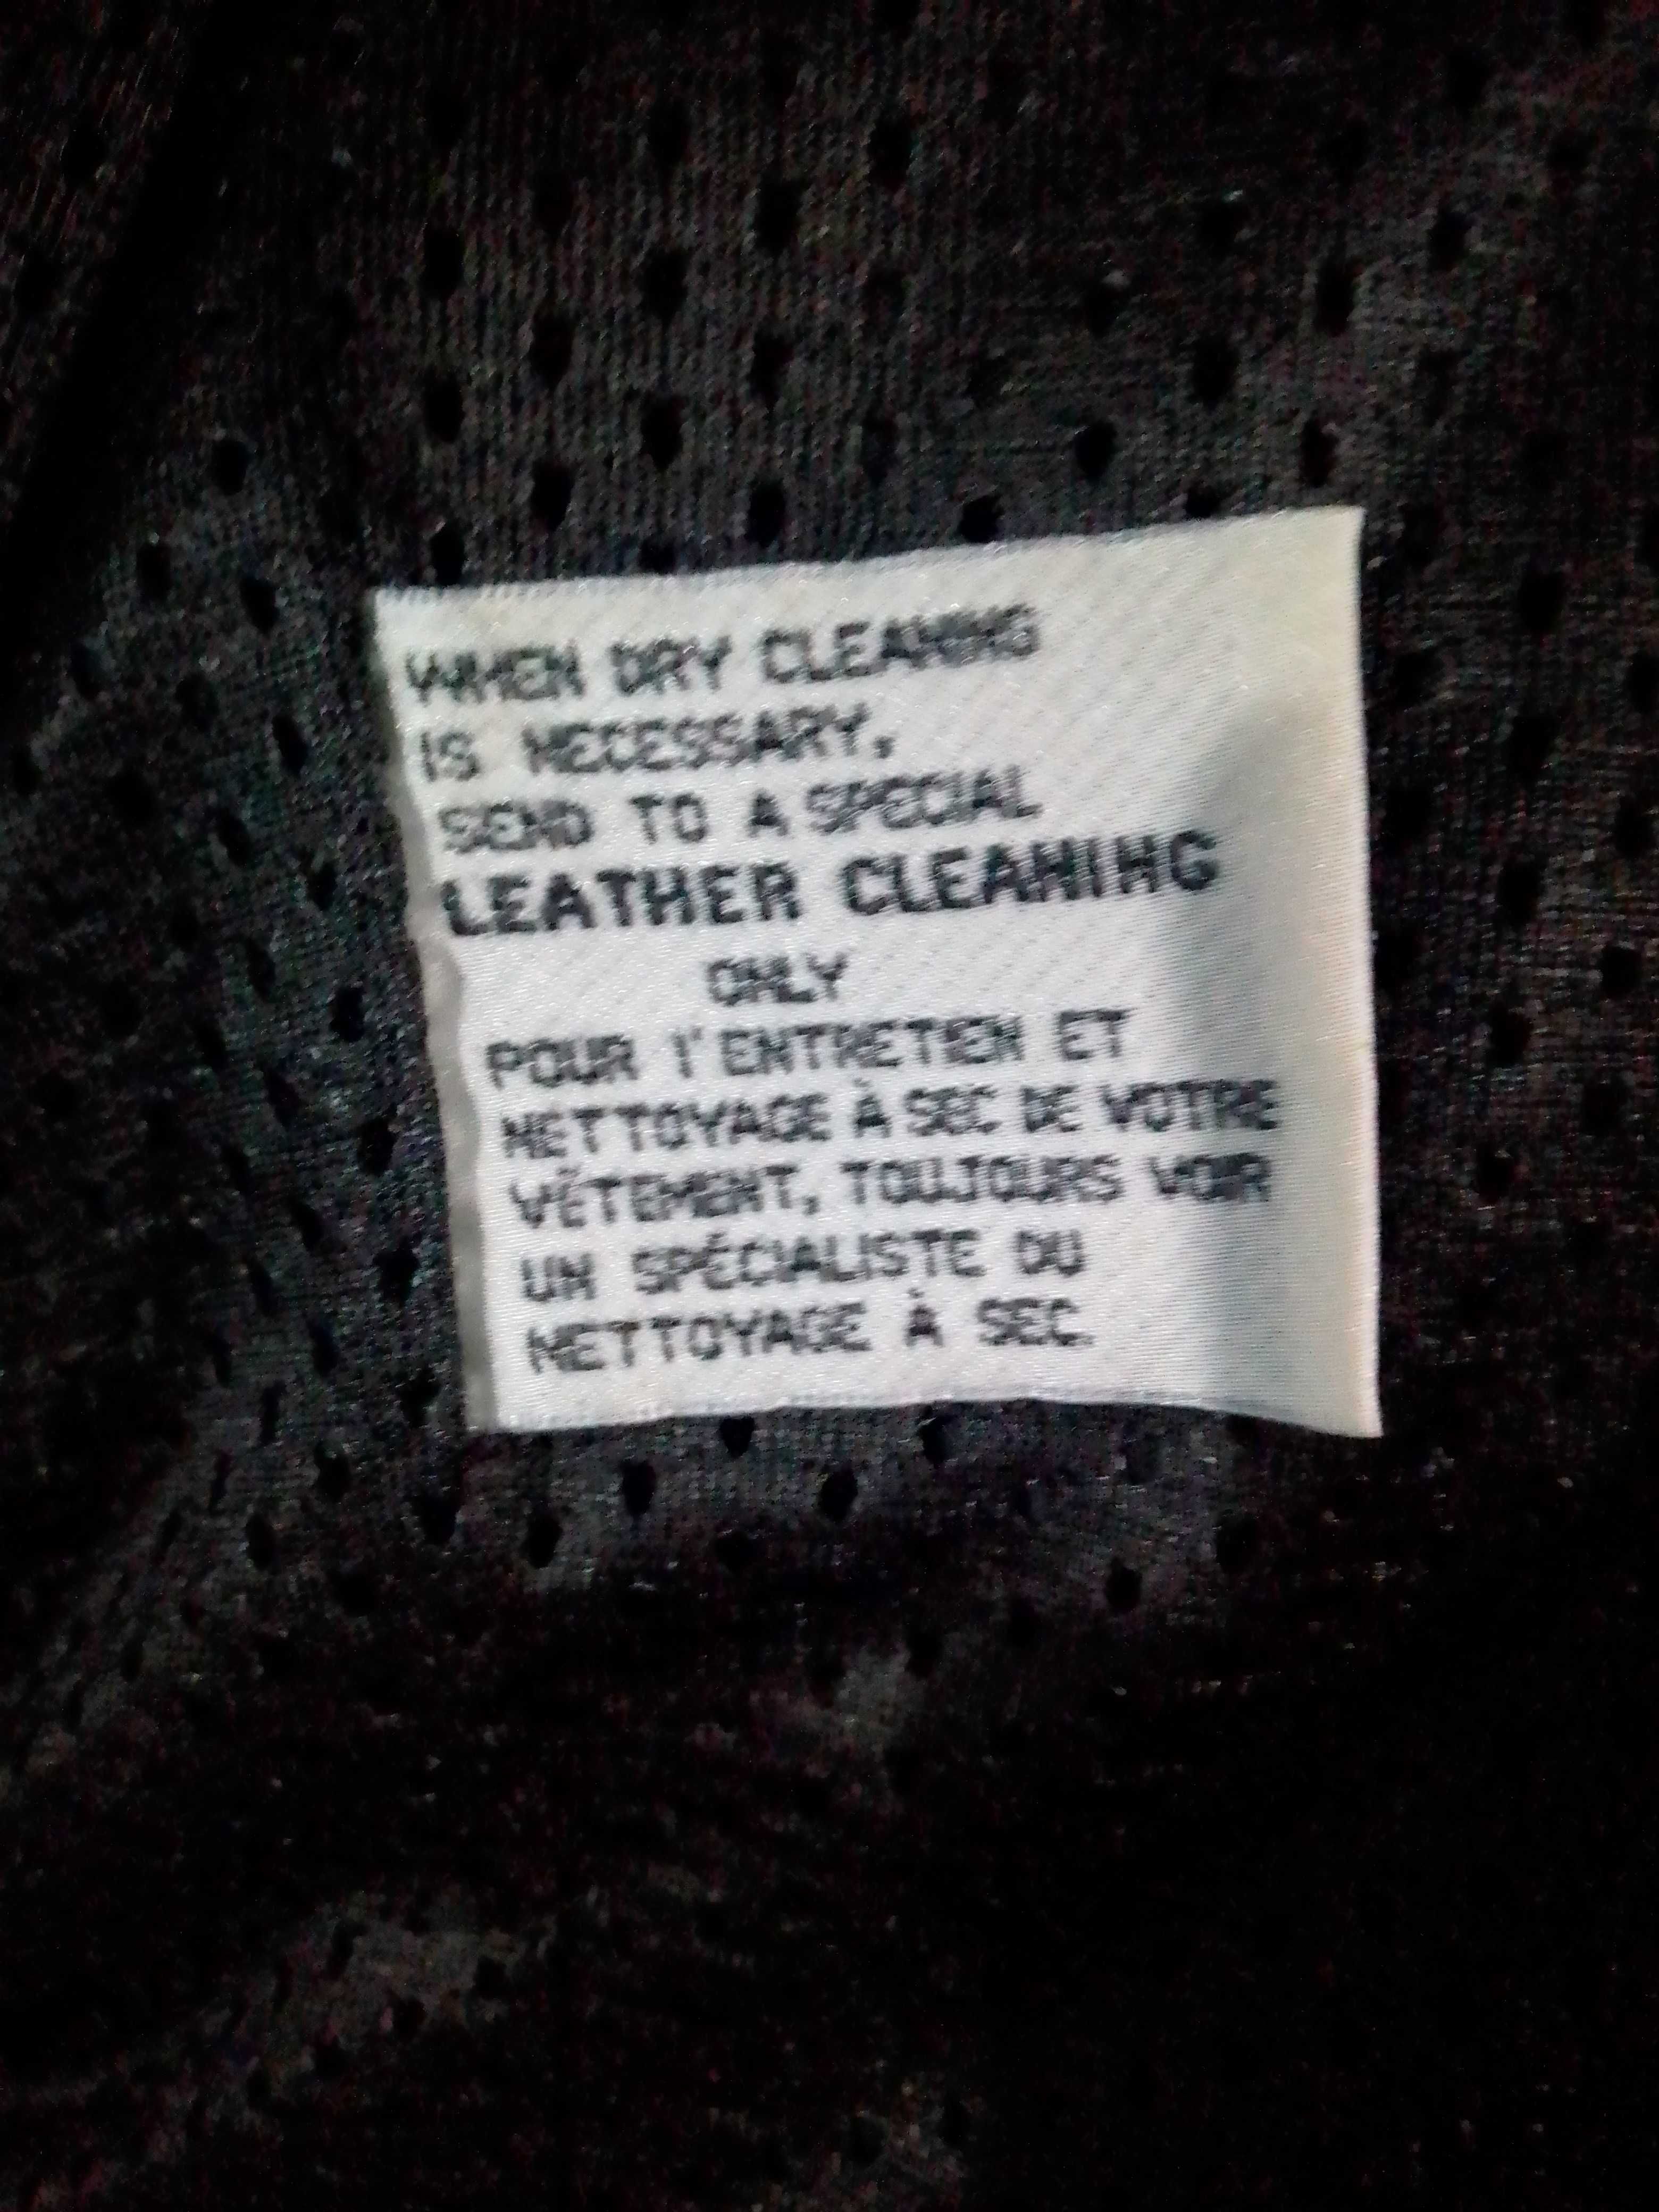 WHEN DRY CLEANING
IS NECESSARY,
SEND TO A SPECIAL
LEATHER CLEANING
ONLY
POUR l'ENTRETIEN ET
NETTOYAGE À SEC DE VOTRE
VÊTEMENT, TOUJOURS VOIR
UN SPÉCIALISTE DU
NETTOYAGE À SEC.